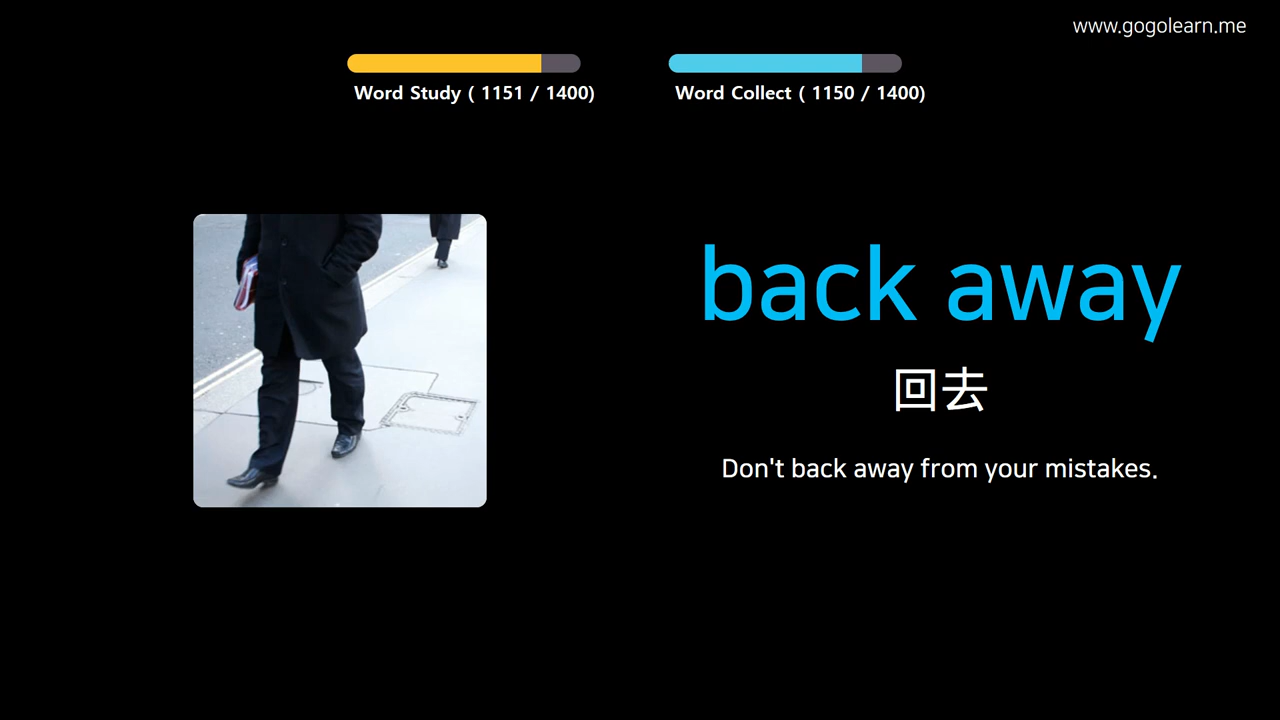 www.gogolearn.me
Word Study ( 1151 / 1400)
Word Collect ( 1150 / 1400)
back away
回去
Don't back away from your mistakes.